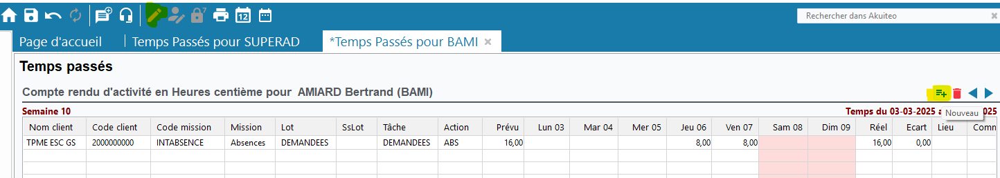 7
12
Rechercher dans Akuiteo
Page d'accueil Temps Passés pour SUPERAD *Temps Passés pour BAMI
Temps passés
Compte rendu d'activité en Heures centième pour AMIARD Bertrand (BAMI)
Semaine 10 Temps du 03-03-2025 a 025
Nouveau
Nom client Code client Code mission Mission Lot SsLot Tâche Action Prévu Lun 03 Mar 04 Mer 05 Jeu 06 Ven 07 Sam 08 Dim 09 Réel Ecart Lieu Comn
TPME ESC GS 2000000000 INTABSENCE Absences DEMANDEES DEMANDEES ABS 16,00 8,00 8,00 16,00 0,00